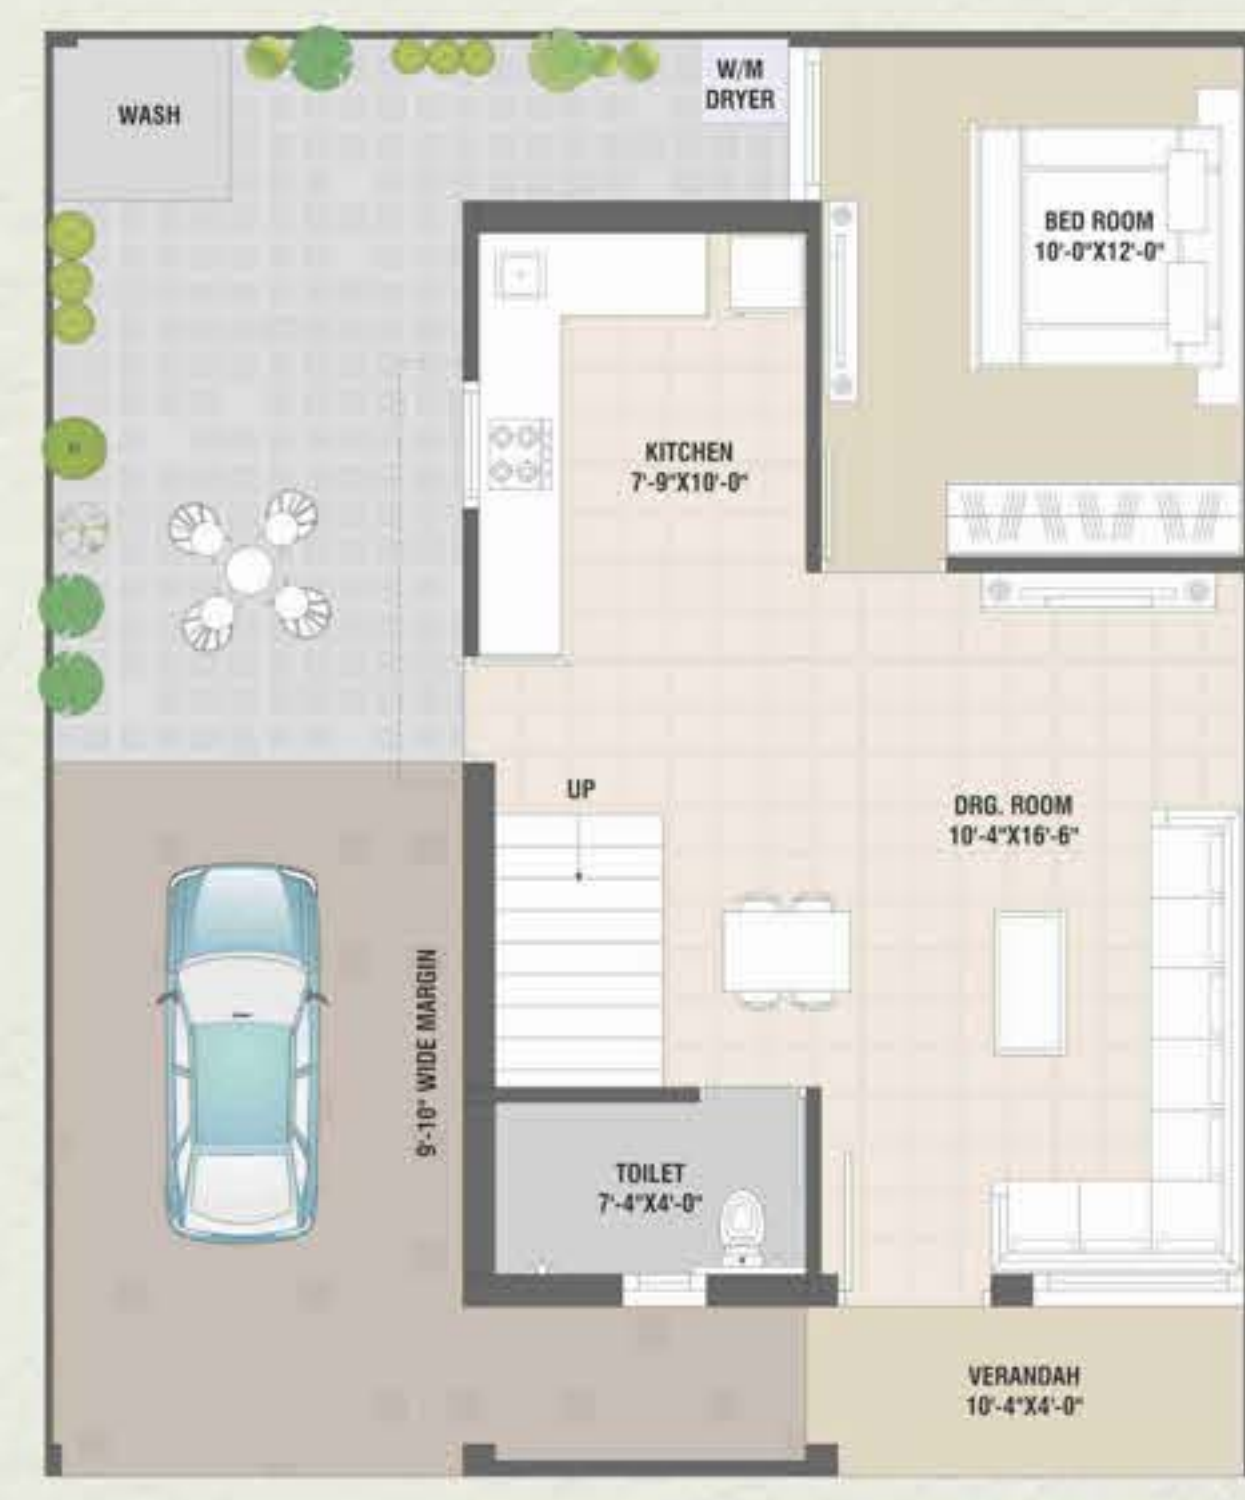 WASH
W/M
DRYER
BED ROOM
10'-0"X12'-0"
KITCHEN
7'-9"X10'-0"
UP
DRG. ROOM
10'-4"X16'-6"
9'-10" WIDE MARGIN
TOILET
7'-4"X4'-0"
VERANDAH
10'-4"X4'-0"